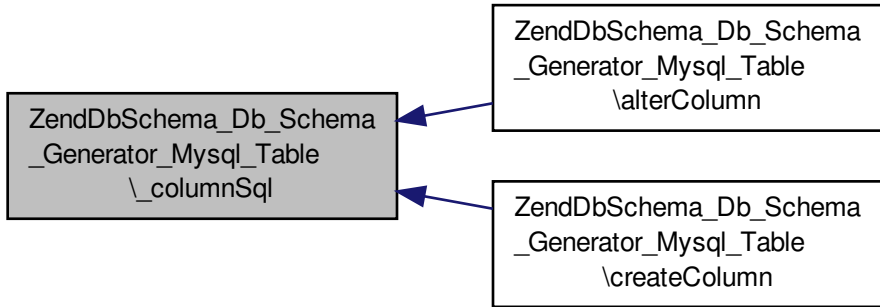 ZendDbSchema_Db_Schema
_Generator_Mysql_Table
\_columnSql
ZendDbSchema_Db_Schema
_Generator_Mysql_Table
\alterColumn
ZendDbSchema_Db_Schema
_Generator_Mysql_Table
\createColumn